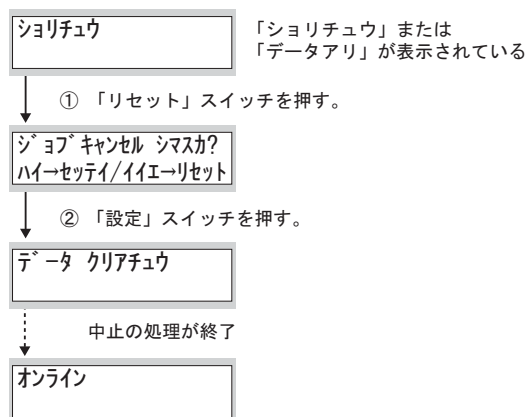 ショリチュウ
「ショリチュウ」または
「データアリ」が表示されている
① 「リセット」スイッチを押す。
ジョブキャンセル シマスカ?
ハイ→セッテイ/イイエ→リセット
② 「設定」スイッチを押す。
データ クリアチュウ
中止の処理が終了
オンライン